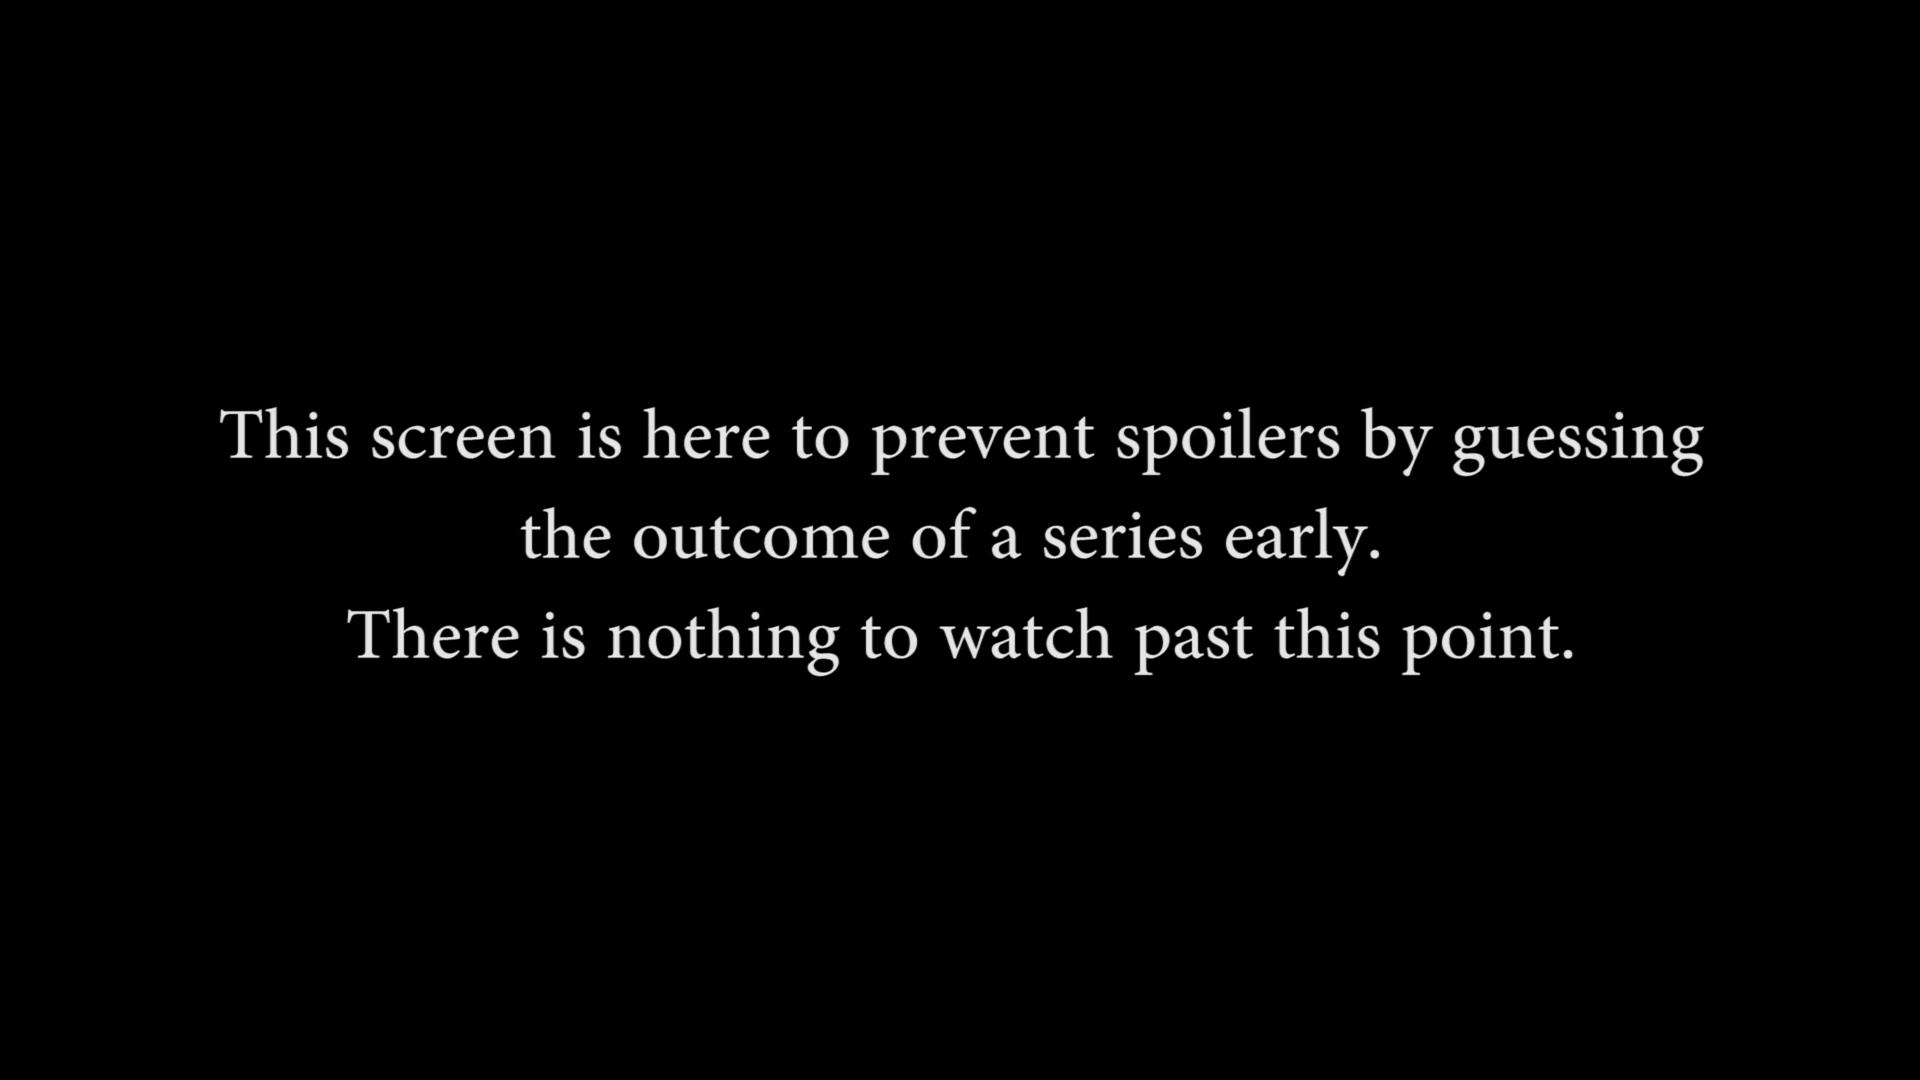 This screen is here to prevent spoilers by guessing
the outcome of a series early.
There is nothing to watch past this point.